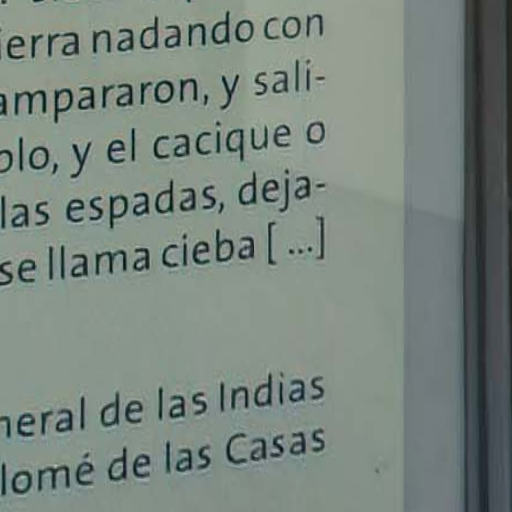 ierra nadando con
ampararon, y sali-
olo, y el cacique o
las espadas, deja-
se llama cieba [ ...]
neral de las Indias
lomé de las Casas